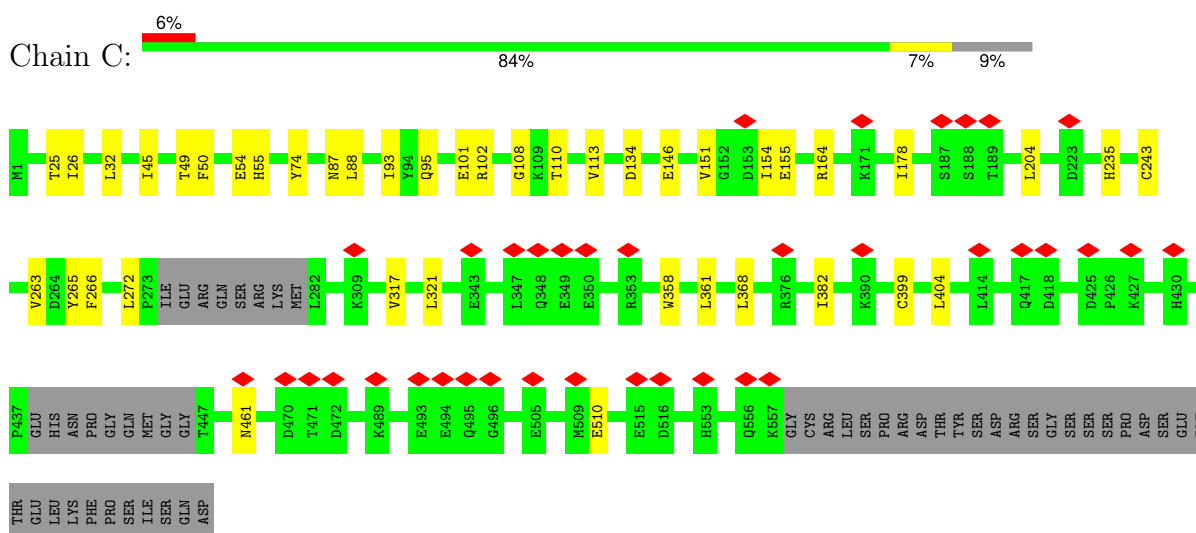 6%
Chain C:
84% 7% 9%
M1 T25 I26 L32 I45 T49 F50 E54 H55 Y74 N87 L88 I93 Y94 Q95 E101 R102 G108 K109 T110 V113 D134 E146 V151 G152 D153 I154 E155 R164 K171 I178 S187 S188 T189 L204 D223 H235 C243
V263 D264 Y265 F266 L272 P273 ILE GLU ARG GLN SER ARG LYS MET L282 K309 V317 L321 E343 L347 Q348 E349 E350 R353 W358 L361 L368 R376 I382 K390 C399 L404 L414 Q417 D418 D425 P426 K427 H430
P437 GLU HIS ASN PRO GLY GLN MET GLY GLY T447 N461 D470 T471 D472 K489 E493 E494 Q495 G496 E505 M509 E510 E515 D516 H553 Q556 K557 GLY CYS ARG LEU SER PRO ARG ASP THR TYR SER ASP ARG SER GLY SER SER SER PRO ASP SER GLU
THR GLU LEU LYS PHE PRO SER ILE SER GLN ASP